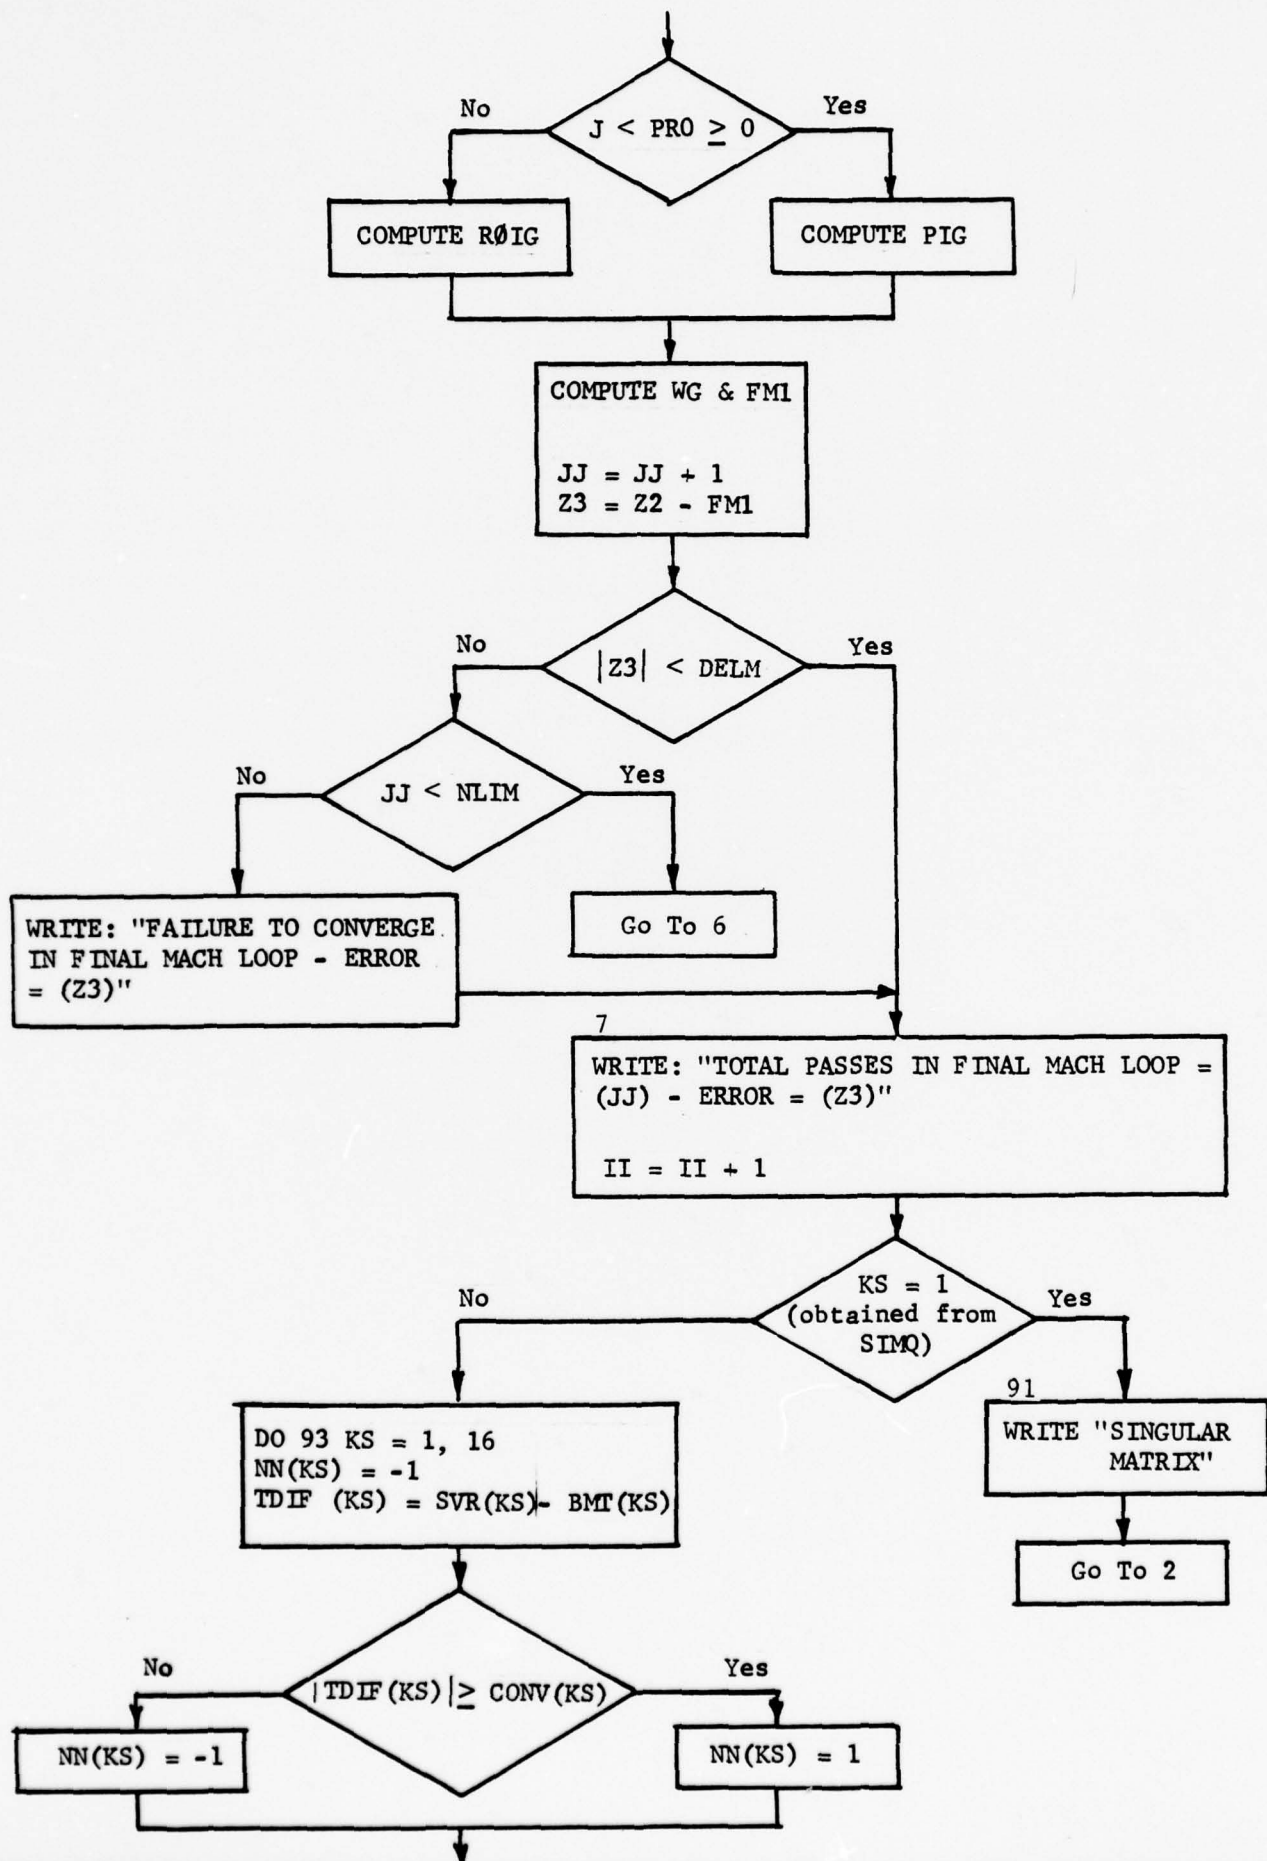 No
Yes
J < PRO ≥ 0
COMPUTE RØIG
COMPUTE PIG
COMPUTE WG & FM1
JJ = JJ + 1
Z3 = Z2 - FM1
No
Yes
|Z3| < DELM
No
Yes
JJ < NLIM
WRITE: "FAILURE TO CONVERGE
IN FINAL MACH LOOP - ERROR
= (Z3)"
Go To 6
7
WRITE: "TOTAL PASSES IN FINAL MACH LOOP =
(JJ) - ERROR = (Z3)"
II = II + 1
No
KS = 1
(obtained from
SIMQ)
Yes
91
WRITE "SINGULAR
MATRIX"
Go To 2
DO 93 KS = 1, 16
NN(KS) = -1
TDIF (KS) = SVR(KS)- BMT(KS)
No
Yes
|TDIF(KS)|≥ CONV(KS)
NN(KS) = -1
NN(KS) = 1